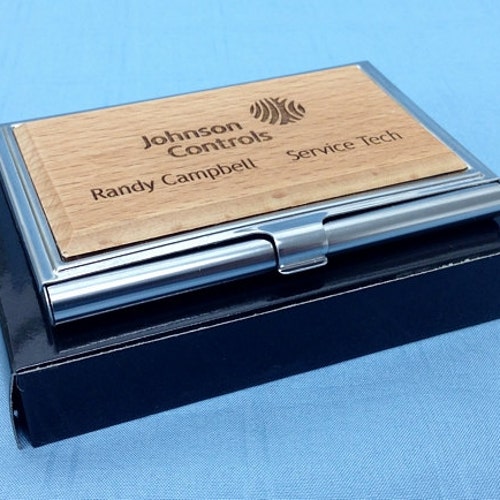 Johnson
Controls
Randy Campbell Service Tech